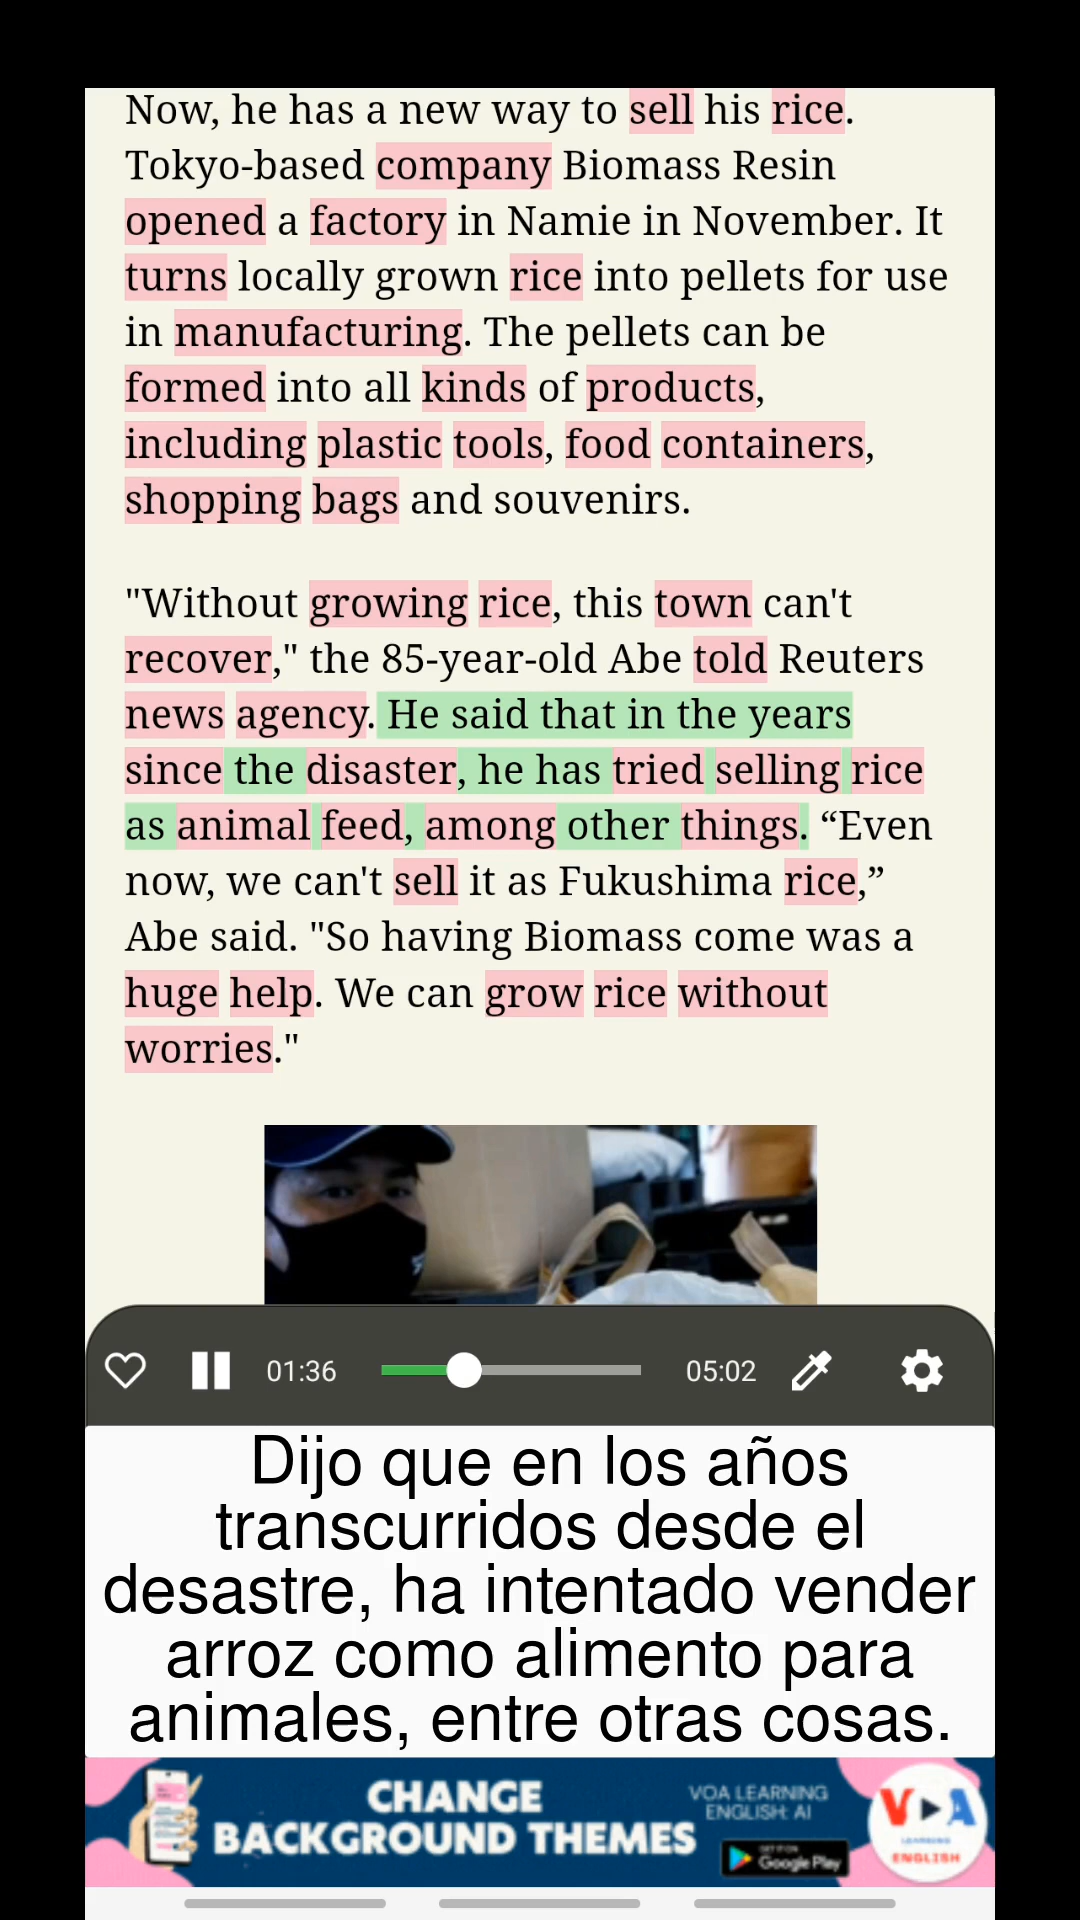 Now, he has a new way to sell his rice.
Tokyo-based company Biomass Resin
opened a factory in Namie in November. It
turns locally grown rice into pellets for use
in manufacturing. The pellets can be
formed into all kinds of products,
including plastic tools, food containers,
shopping bags and souvenirs.
"Without growing rice, this town can't
recover," the 85-year-old Abe told Reuters
news agency. He said that in the years
since the disaster, he has tried selling rice
as animal feed, among other things. “Even
now, we can't sell it as Fukushima rice,”
Abe said. "So having Biomass come was a
huge help. We can grow rice without
worries."
01:36
05:02
Dijo que en los años
transcurridos desde el
desastre, ha intentado vender
arroz como alimento para
animales, entre otras cosas.
CHANGE
BACKGROUND THEMES
VOA LEARNING
ENGLISH: AI
GET IT ON
Google Play
VOA
LEARNING
ENGLISH